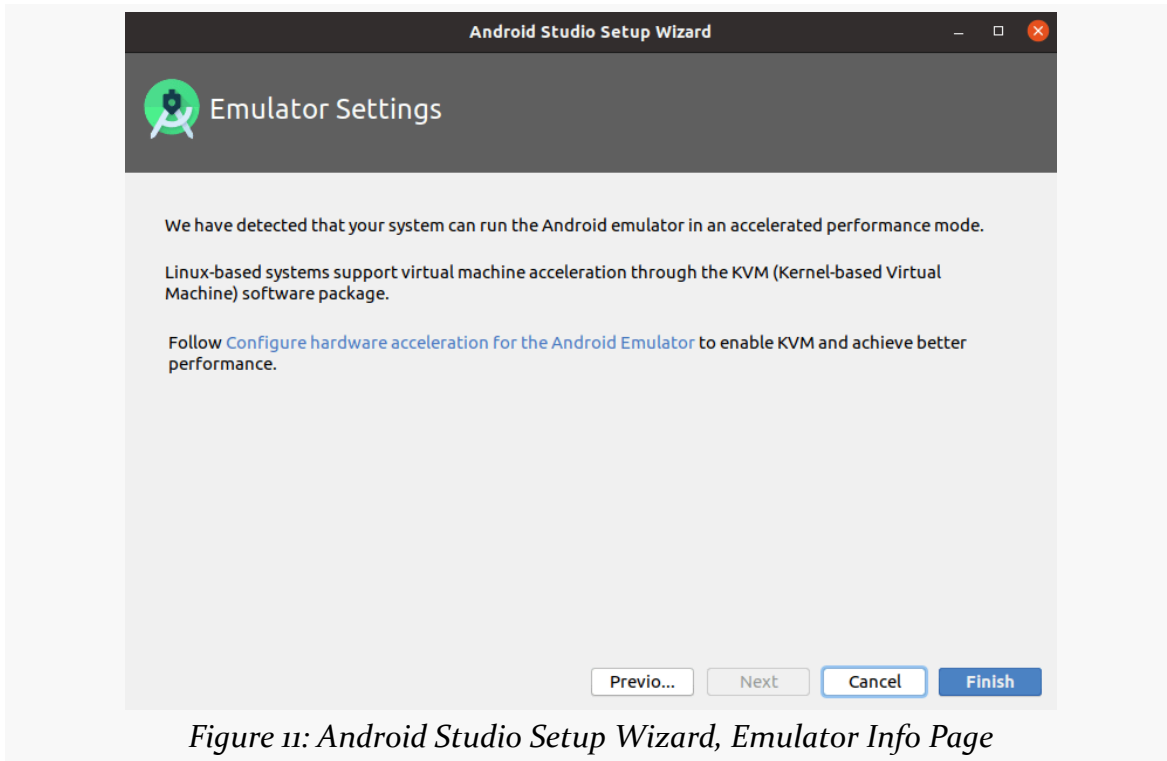 Android Studio Setup Wizard
Emulator Settings
We have detected that your system can run the Android emulator in an accelerated performance mode.
Linux-based systems support virtual machine acceleration through the KVM (Kernel-based Virtual
Machine) software package.
Follow Configure hardware acceleration for the Android Emulator to enable KVM and achieve better
performance.
Previo... Next Cancel Finish
Figure 11: Android Studio Setup Wizard, Emulator Info Page